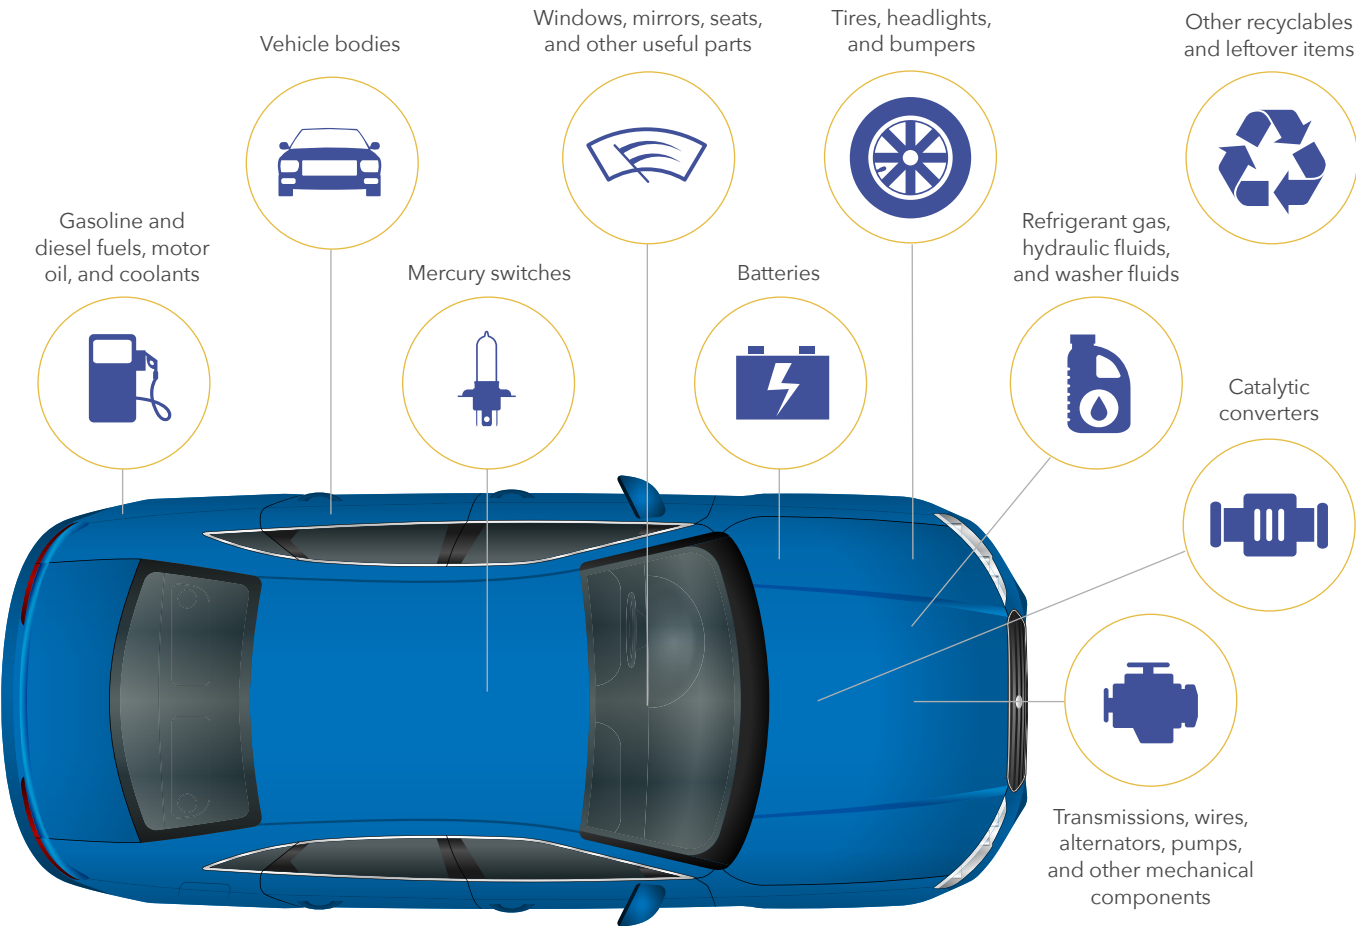 Vehicle bodies
Windows, mirrors, seats,
and other useful parts
Tires, headlights,
and bumpers
Other recyclables
and leftover items
Gasoline and
diesel fuels, motor
oil, and coolants
Mercury switches
Batteries
Refrigerant gas,
hydraulic fluids,
and washer fluids
Catalytic
converters
Transmissions, wires,
alternators, pumps,
and other mechanical
components